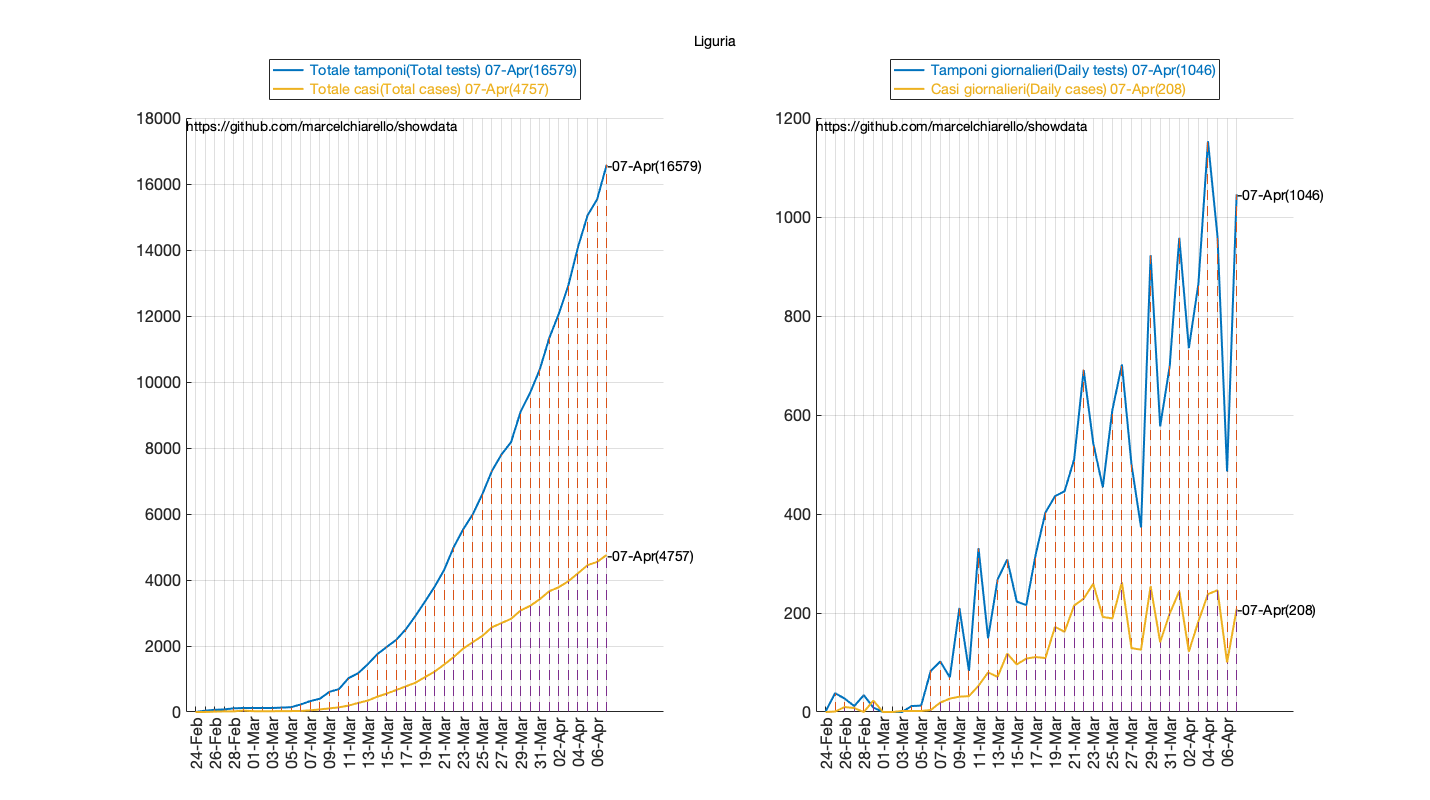 Liguria
Totale tamponi(Total tests) 07-Apr(16579)
Totale casi(Total cases) 07-Apr(4757)
https://github.com/marcelchiarello/showdata
18000
16000
14000
12000
10000
8000
6000
4000
2000
0
-07-Apr(16579)
-07-Apr(4757)
24-Feb
26-Feb
28-Feb
01-Mar
03-Mar
05-Mar
07-Mar
09-Mar
11-Mar
13-Mar
15-Mar
17-Mar
19-Mar
21-Mar
23-Mar
25-Mar
27-Mar
29-Mar
31-Mar
02-Apr
04-Apr
06-Apr
Tamponi giornalieri(Daily tests) 07-Apr(1046)
Casi giornalieri(Daily cases) 07-Apr(208)
https://github.com/marcelchiarello/showdata
1200
1000
800
600
400
200
0
-07-Apr(1046)
-07-Apr(208)
24-Feb
26-Feb
28-Feb
01-Mar
03-Mar
05-Mar
07-Mar
09-Mar
11-Mar
13-Mar
15-Mar
17-Mar
19-Mar
21-Mar
23-Mar
25-Mar
27-Mar
29-Mar
31-Mar
02-Apr
04-Apr
06-Apr